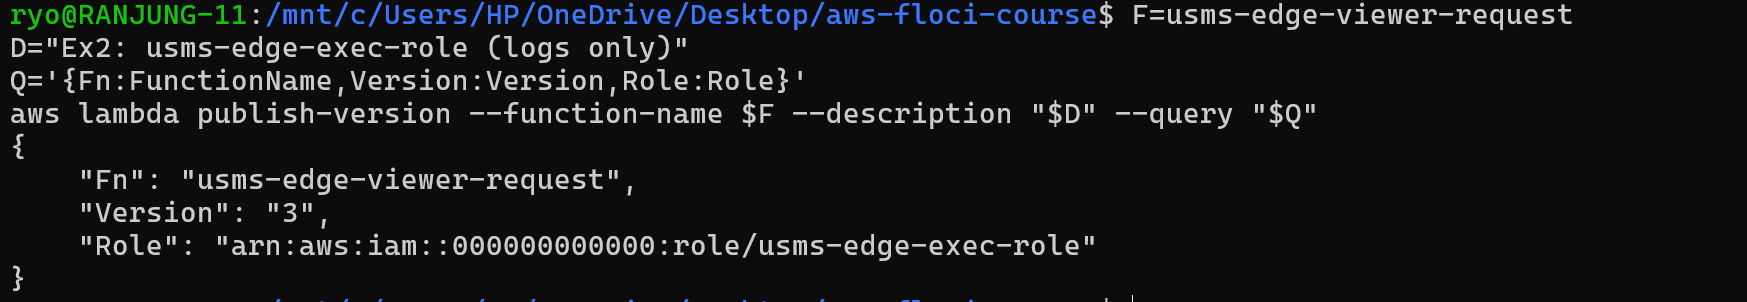 ryo@RANJUNG-11:/mnt/c/Users/HP/OneDrive/Desktop/aws-floci-course$ F=usms-edge-viewer-request
D="Ex2: usms-edge-exec-role (logs only)"
Q='{Fn:FunctionName,Version:Version,Role:Role}'
aws lambda publish-version --function-name $F --description "$D" --query "$Q"
{
    "Fn": "usms-edge-viewer-request",
    "Version": "3",
    "Role": "arn:aws:iam::000000000000:role/usms-edge-exec-role"
}